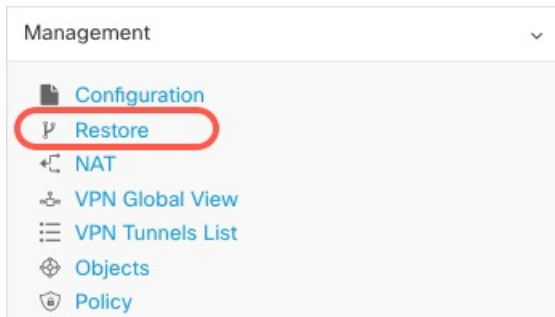 Management
Configuration
Restore
NAT
VPN Global View
VPN Tunnels List
Objects
Policy